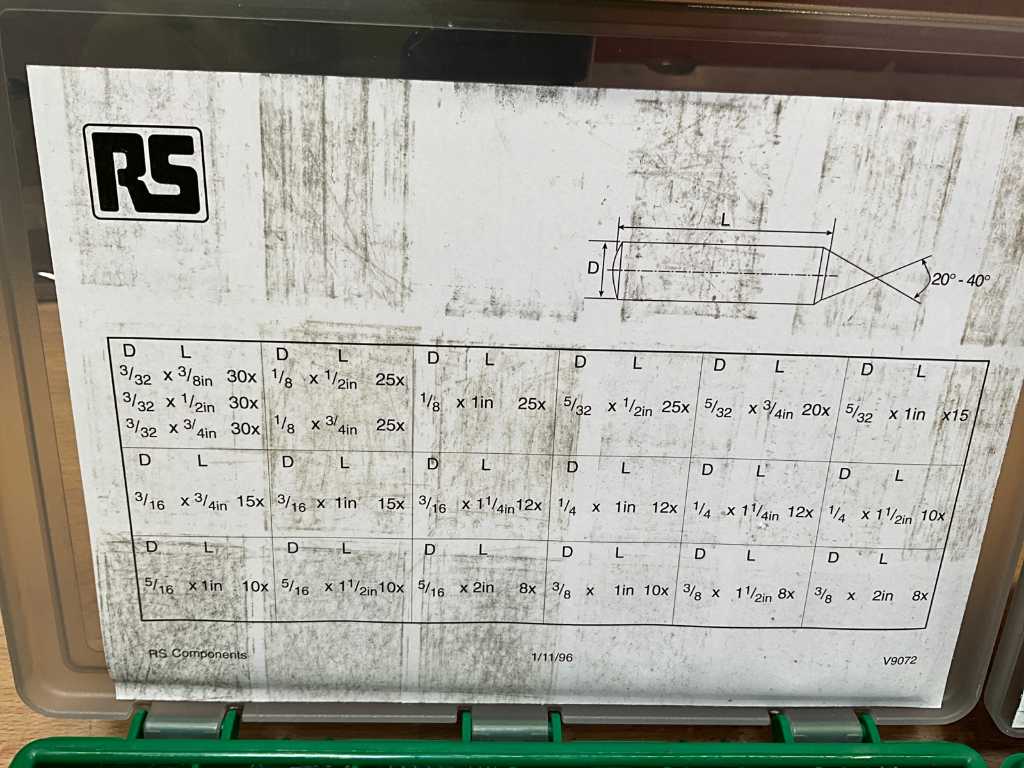 RS
L
D
20° - 40°
D L D L D L D L D L D L
3/32 x 3/8in 30x
3/32 x 1/2in 30x
3/32 x 3/4in 30x
1/8 x 1/2in 25x
1/8 x 3/4in 25x
1/8 x 1in 25x
5/32 x 1/2in 25x
5/32 x 3/4in 20x
5/32 x 1in x15
D L D L D L D L D L D L
3/16 x 3/4in 15x
3/16 x 1in 15x
3/16 x 1 1/4in 12x
1/4 x 1in 12x
1/4 x 1 1/4in 12x
1/4 x 1 1/2in 10x
D L D L D L D L D L D L
5/16 x 1in 10x
5/16 x 1 1/2in 10x
5/16 x 2in 8x
3/8 x 1in 10x
3/8 x 1 1/2in 8x
3/8 x 2in 8x
RS Components 1/11/96 V9072